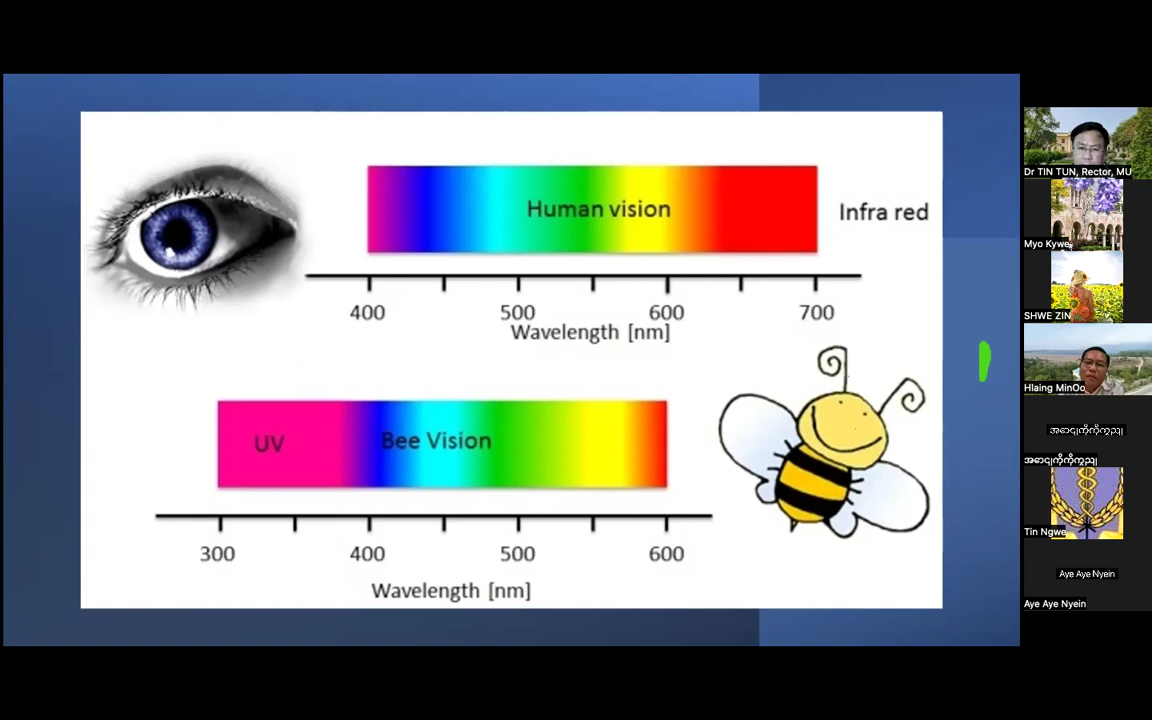 Human vision
Infra red
400 500 600 700
Wavelength [nm]
UV
Bee Vision
300 400 500 600
Wavelength [nm]
Dr TIN TUN, Rector, MU
Myo Kywe
SHWE ZIN
Hlaing MinOo
Tin Ngwe
Aye Aye Nyein
Aye Aye Nyein